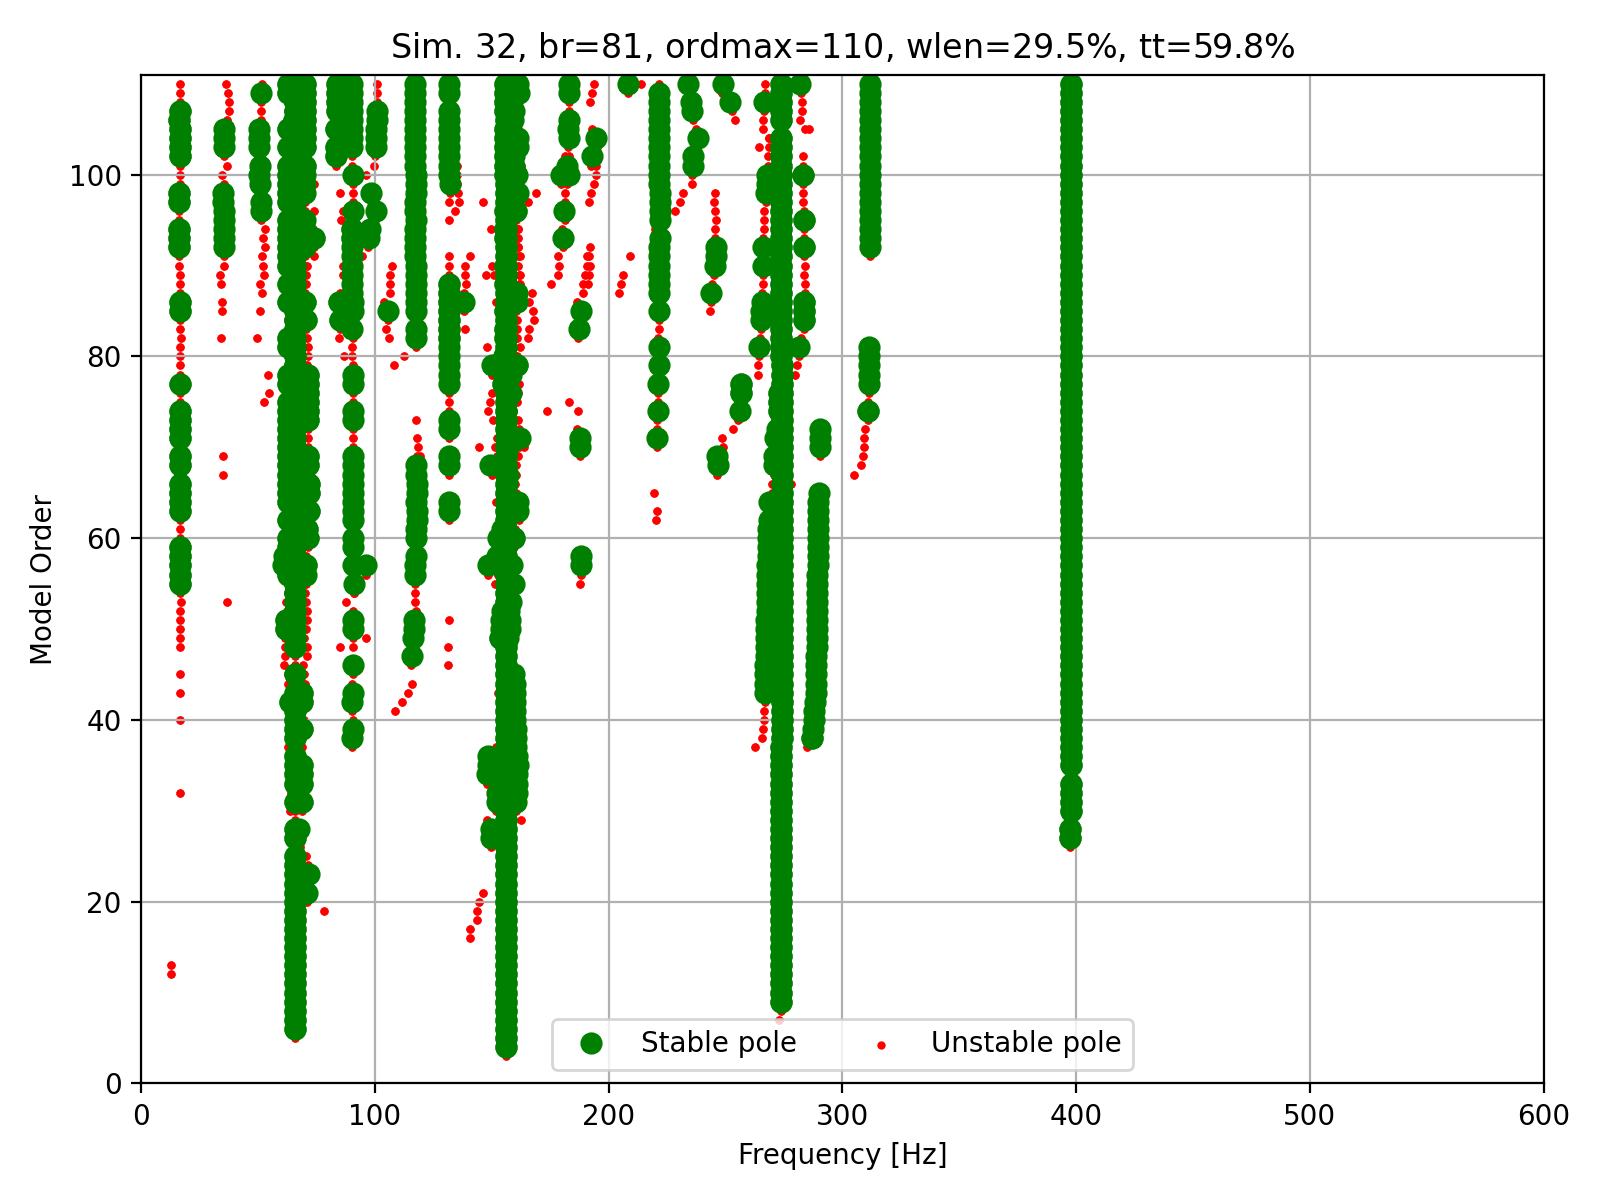 Sim. 32, br=81, ordmax=110, wlen=29.5%, tt=59.8%
100
80
60
40
20
0
Model Order
Stable pole
Unstable pole
0
100
200
300
400
500
600
Frequency [Hz]